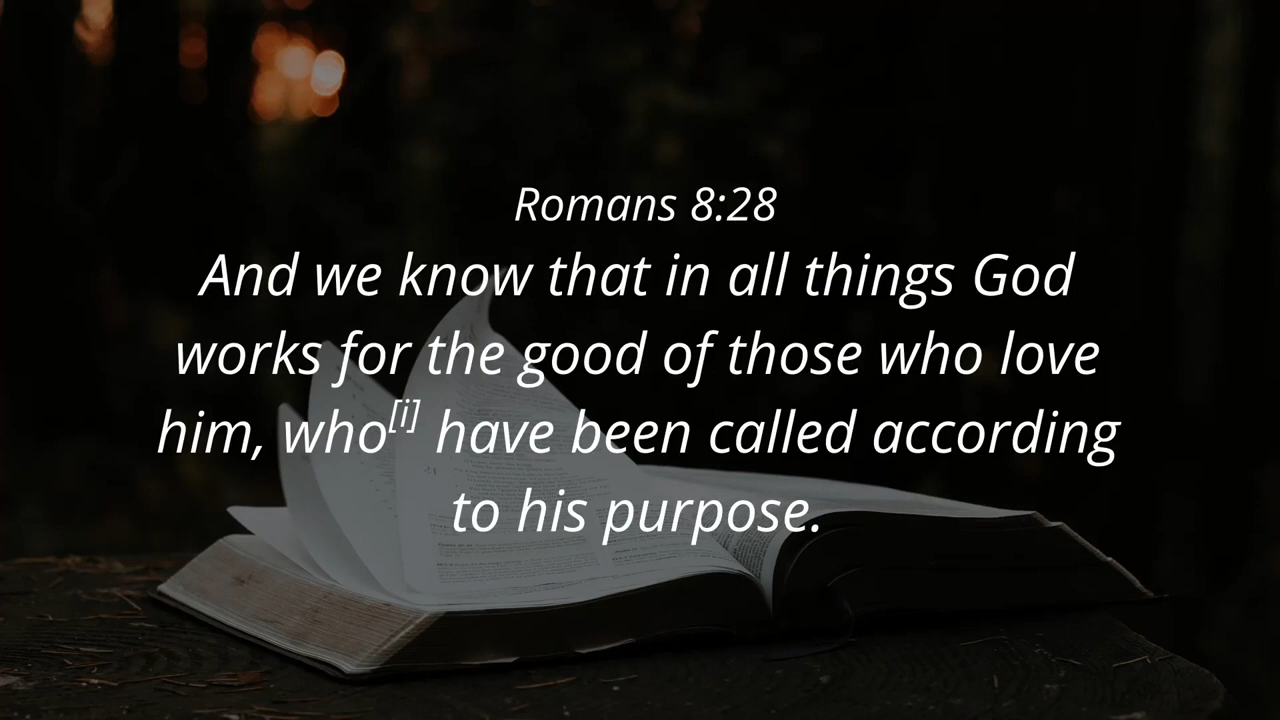 Romans 8:28
And we know that in all things God
works for the good of those who love
him, who[i] have been called according
to his purpose.